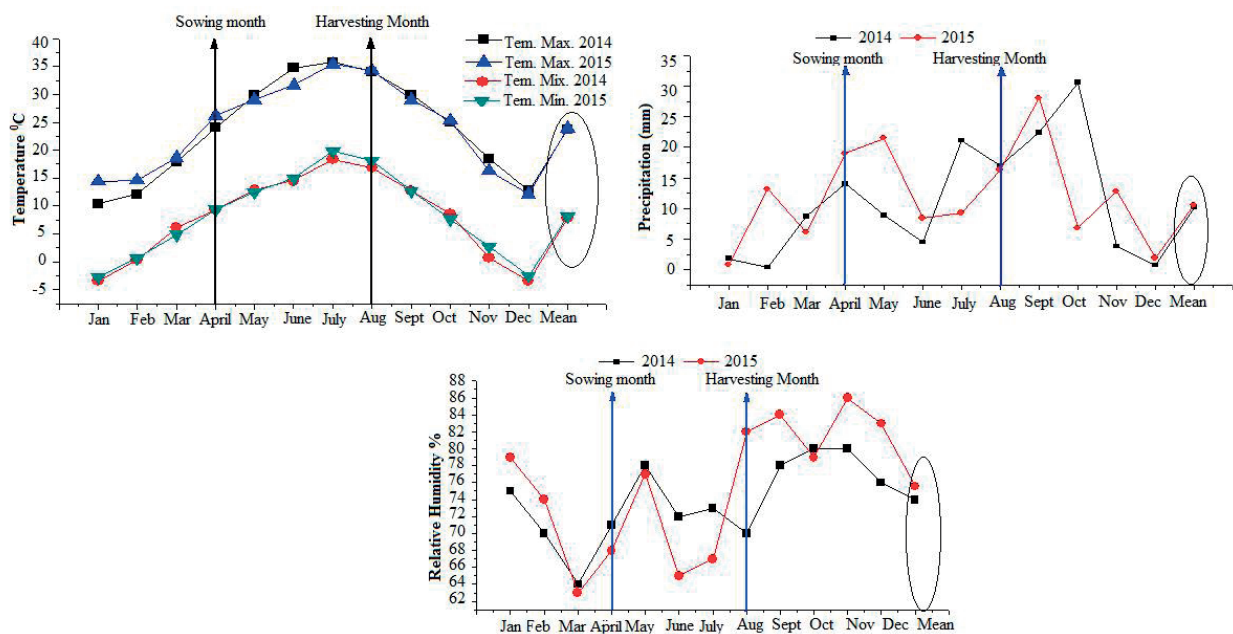 Sowing month Harvesting Month
Tem. Max. 2014
Tem. Max. 2015
Tem. Mix. 2014
Tem. Min. 2015
Temperature ⁰C
40
35
30
25
20
15
10
5
0
-5
Jan Feb Mar April May June July Aug Sept Oct Nov Dec Mean
2014 2015
Sowing month Harvesting Month
Precipitation (mm)
35
30
25
20
15
10
5
0
Jan Feb Mar April May June July Aug Sept Oct Nov Dec Mean
2014 2015
Sowing month Harvesting Month
Relative Humidity %
88
86
84
82
80
78
76
74
72
70
68
66
64
62
Jan Feb Mar April May June July Aug Sept Oct Nov Dec Mean